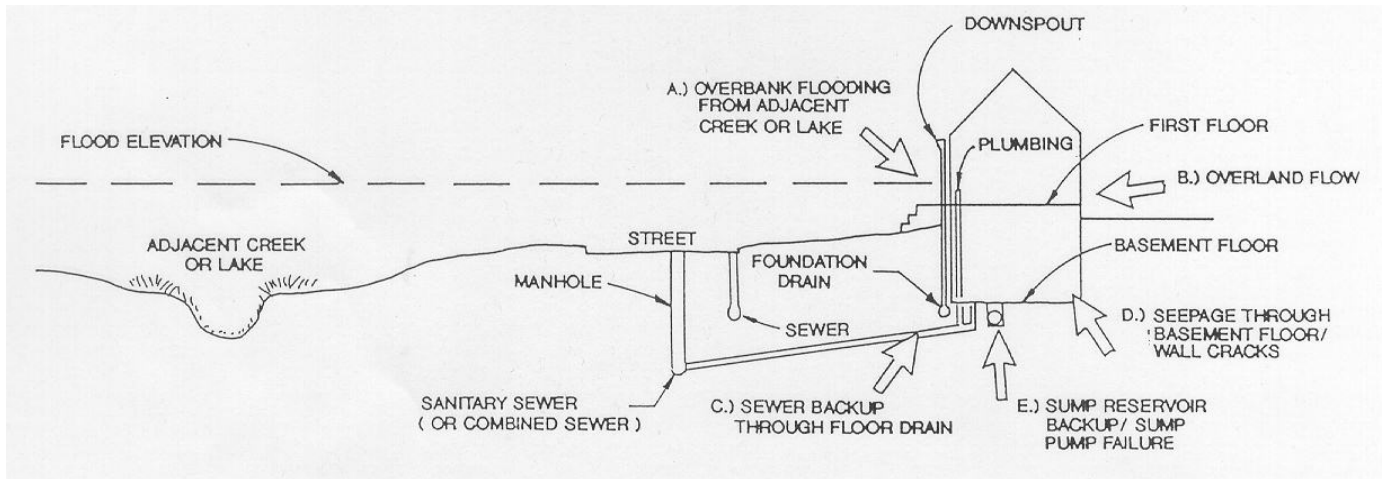 DOWNSPOUT
A.) OVERBANK FLOODING
FROM ADJACENT
CREEK OR LAKE
FLOOD ELEVATION
PLUMBING
FIRST FLOOR
B.) OVERLAND FLOW
ADJACENT CREEK
OR LAKE
STREET
MANHOLE
FOUNDATION
DRAIN
BASEMENT FLOOR
SEWER
D.) SEEPAGE THROUGH
BASEMENT FLOOR/
WALL CRACKS
SANITARY SEWER
( OR COMBINED SEWER )
C.) SEWER BACKUP
THROUGH FLOOR DRAIN
E.) SUMP RESERVOIR
BACKUP/ SUMP
PUMP FAILURE